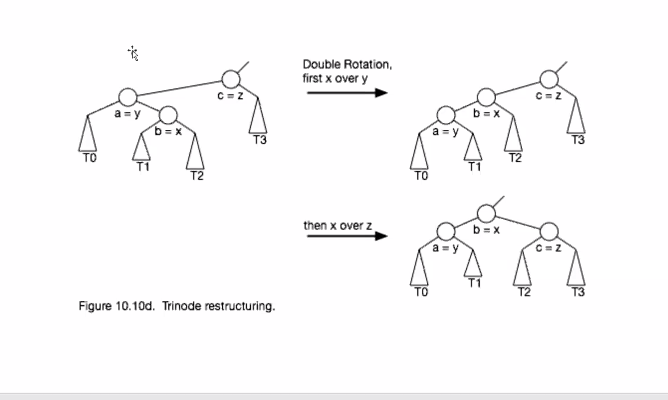 Double Rotation,
first x over y
c = z
a = y
b = x
T0
T1
T2
T3
c = z
b = x
a = y
T0
T1
T2
T3
then x over z
b = x
a = y
c = z
T0
T1
T2
T3
Figure 10.10d. Trinode restructuring.